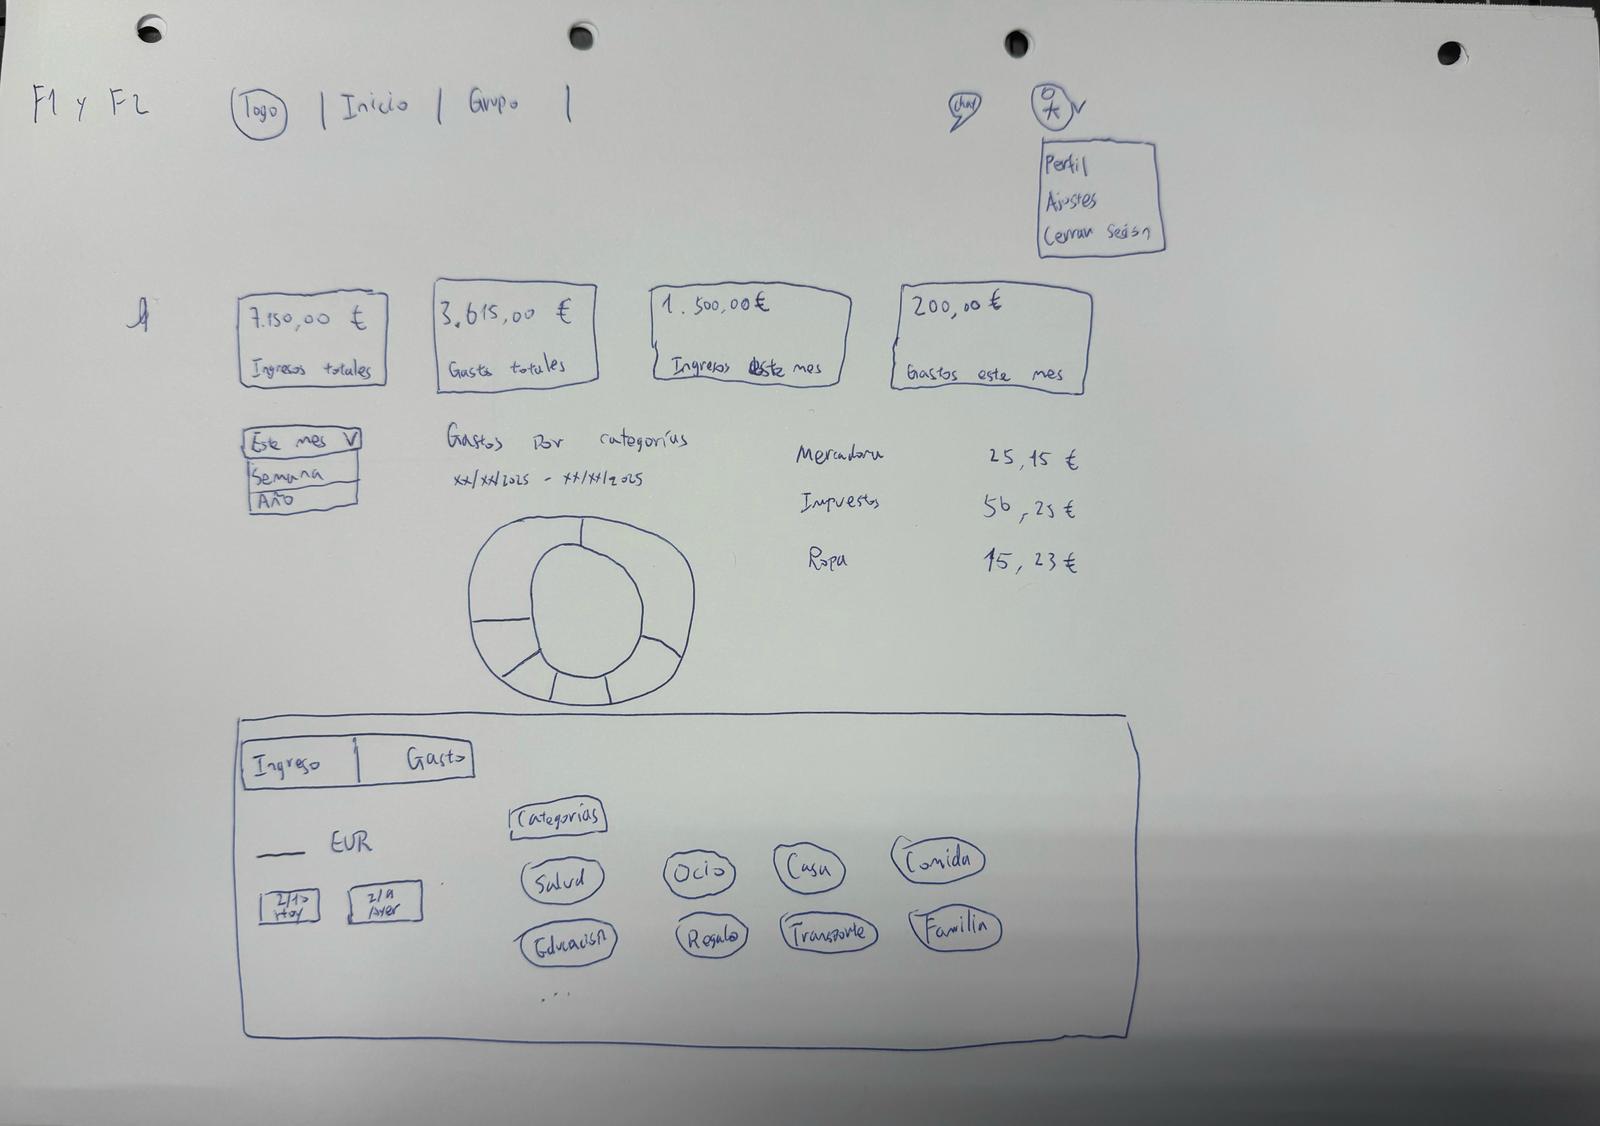 F1 y F2
Logo | Inicio | Grupo |
chat
Perfil
Ajustes
Cerrar Sesión
7.150,00 €
Ingresos totales
3.615,00 €
Gastos totales
1.500,00 €
Ingresos este mes
200,00 €
Gastos este mes
Este mes V
Semana
Año
Gastos por categorías
xx/xx/2025 - xx/xx/2025
Mercadona 25,15 €
Impuestos 56,25 €
Ropa 15,23 €
Ingreso | Gasto
___ EUR
2/10
Hoy
Ayer
Categorías
Salud Ocio Casa Comida
Educación Regalo Transporte Familia
...